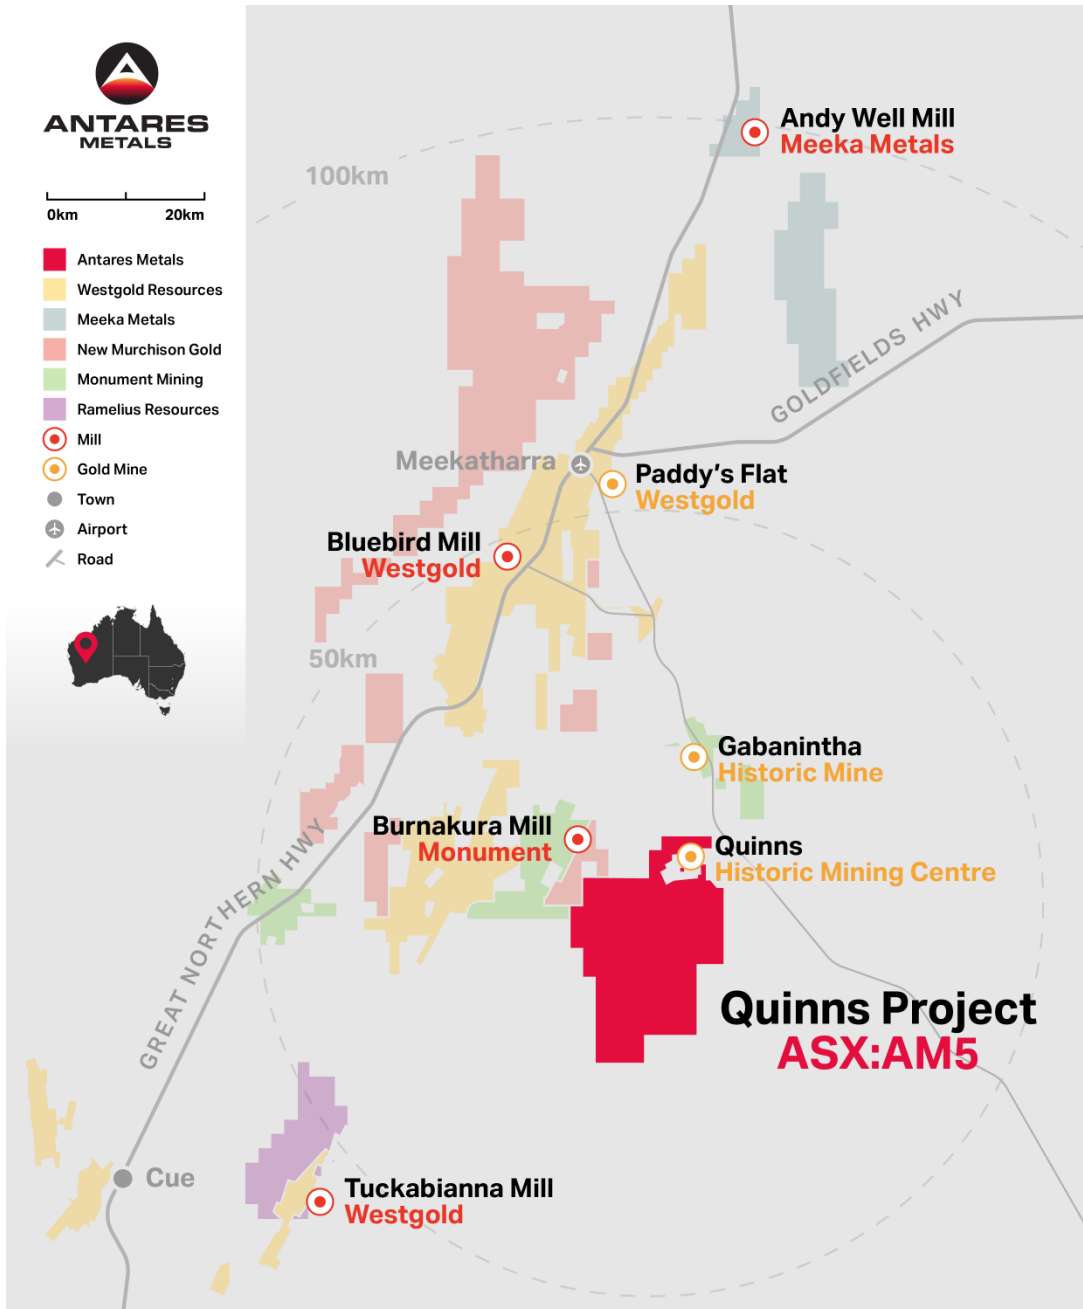 ANTARES
METALS
0km 20km
Antares Metals
Westgold Resources
Meeka Metals
New Murchison Gold
Monument Mining
Ramelius Resources
Mill
Gold Mine
Town
Airport
Road
Andy Well Mill
Meeka Metals
100km
GOLDFIELDS HWY
Meekatharra
Paddy's Flat
Westgold
Bluebird Mill
Westgold
50km
Gabanintha
Historic Mine
Burnakura Mill
Monument
Quinns
Historic Mining Centre
GREAT NORTHERN HWY
Quinns Project
ASX:AM5
Cue
Tuckabianna Mill
Westgold